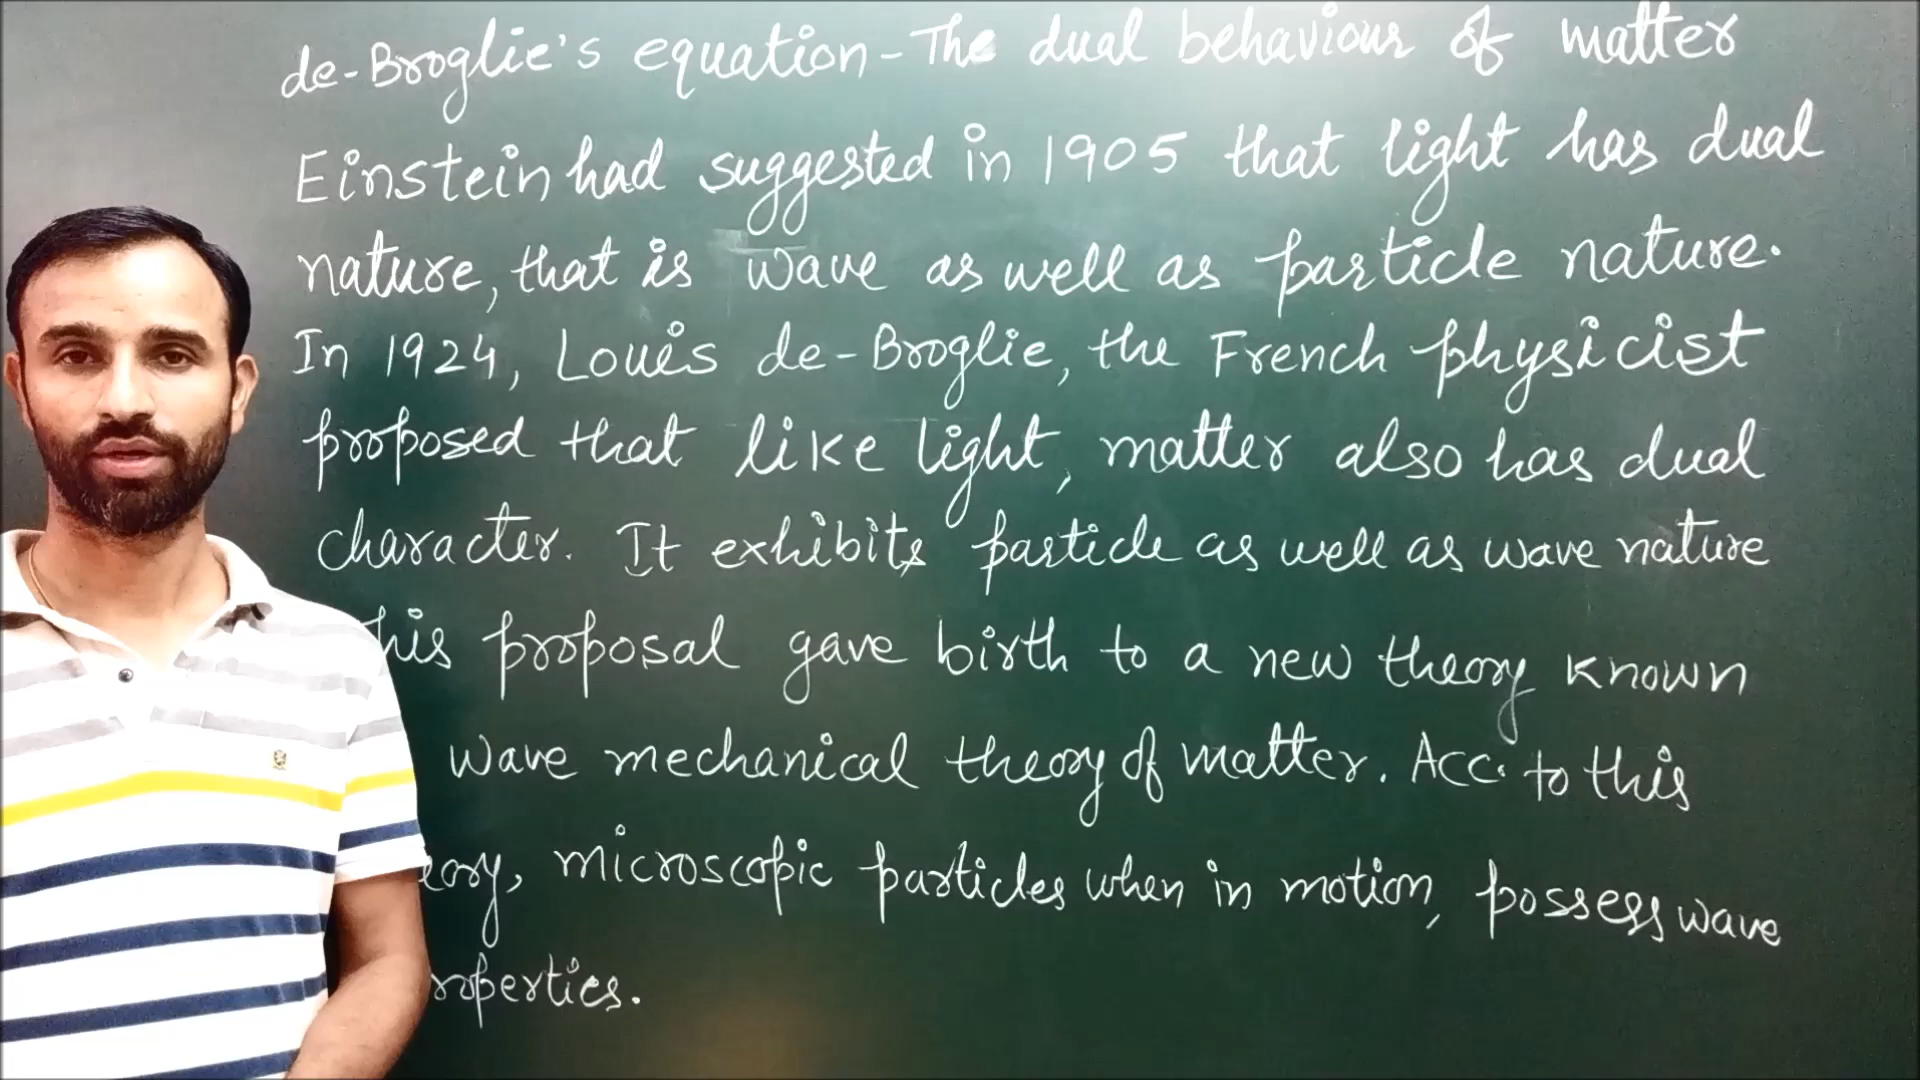 de-Broglie's equation-The dual behaviour of matter
Einstein had suggested in 1905 that light has dual
nature, that is wave as well as particle nature.
In 1924, Louis de-Broglie, the French physicist
proposed that like light, matter also has dual
character. It exhibits particle as well as wave nature
his proposal gave birth to a new theory known
wave mechanical theory of matter. Acc. to this
eory, microscopic particles when in motion, possess wave
roperties.